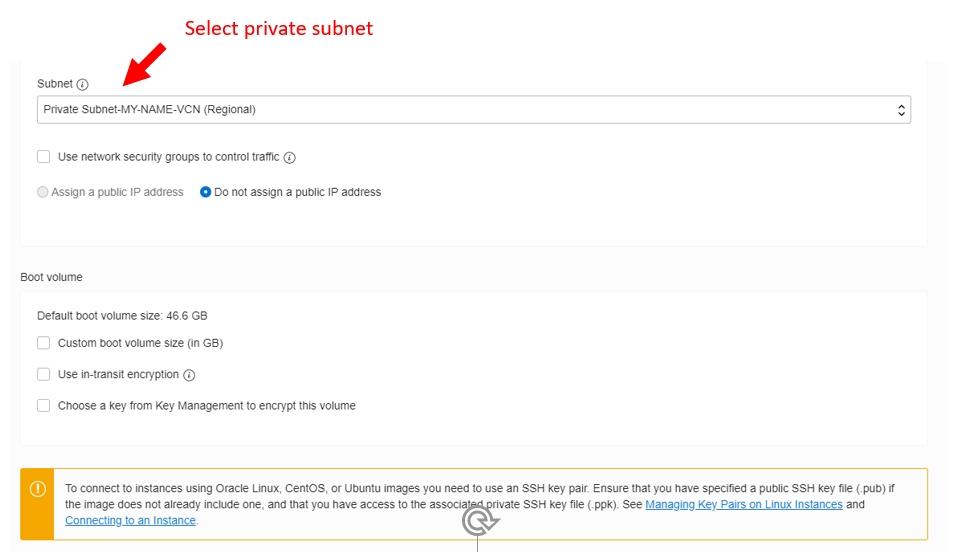 Select private subnet
Subnet
Private Subnet-MY-NAME-VCN (Regional)
Use network security groups to control traffic
Assign a public IP address Do not assign a public IP address
Boot volume
Default boot volume size: 46.6 GB
Custom boot volume size (in GB)
Use in-transit encryption
Choose a key from Key Management to encrypt this volume
To connect to instances using Oracle Linux, CentOS, or Ubuntu images you need to use an SSH key pair. Ensure that you have specified a public SSH key file (.pub) if
the image does not already include one, and that you have access to the associated private SSH key file (.ppk). See Managing Key Pairs on Linux Instances and
Connecting to an Instance.